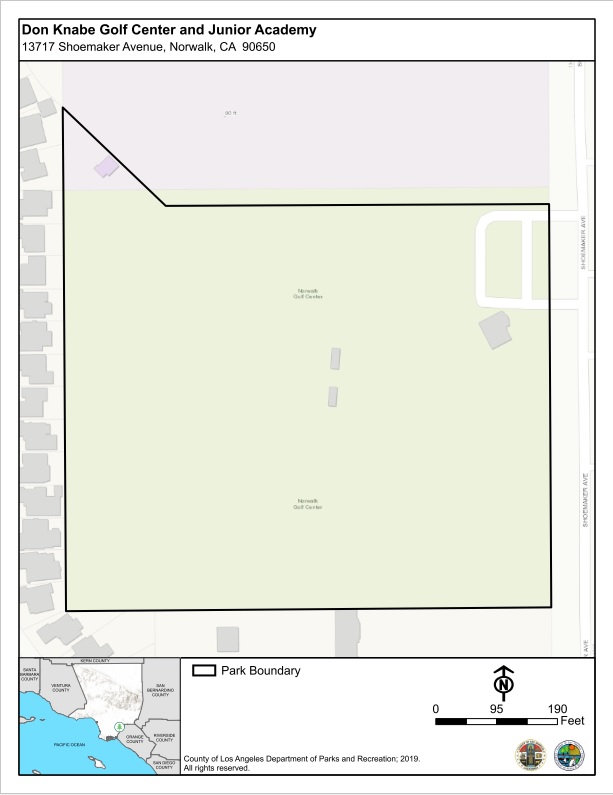 Don Knabe Golf Center and Junior Academy
13717 Shoemaker Avenue, Norwalk, CA 90650
90 ft
SHOEMAKER AVE
Norwalk
Golf Center
SHOEMAKER AVE
Norwalk
Golf Center
AVE
KERN COUNTY
SANTA
BARBARA
COUNTY
VENTURA
COUNTY
SAN
BERNARDINO
COUNTY
ORANGE
COUNTY
RIVERSIDE
COUNTY
PACIFIC OCEAN
SAN DIEGO
COUNTY
Park Boundary
N
0 95 190
Feet
County of Los Angeles Department of Parks and Recreation; 2019.
All rights reserved.